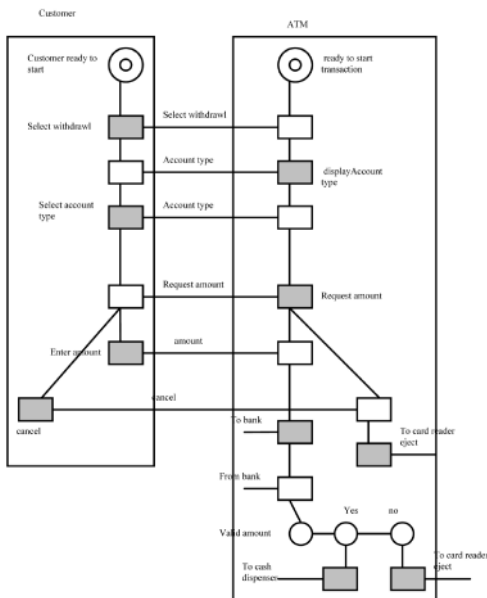 Customer
ATM
Customer ready to
start
ready to start
transaction
Select withdrawl
Select withdrawl
Account type
displayAccount
type
Select account
type
Account type
Request amount
Request amount
Enter amount
amount
cancel
cancel
To bank
To card reader
eject
From bank
Yes
no
Valid amount
To cash
dispenser
To card reader
eject